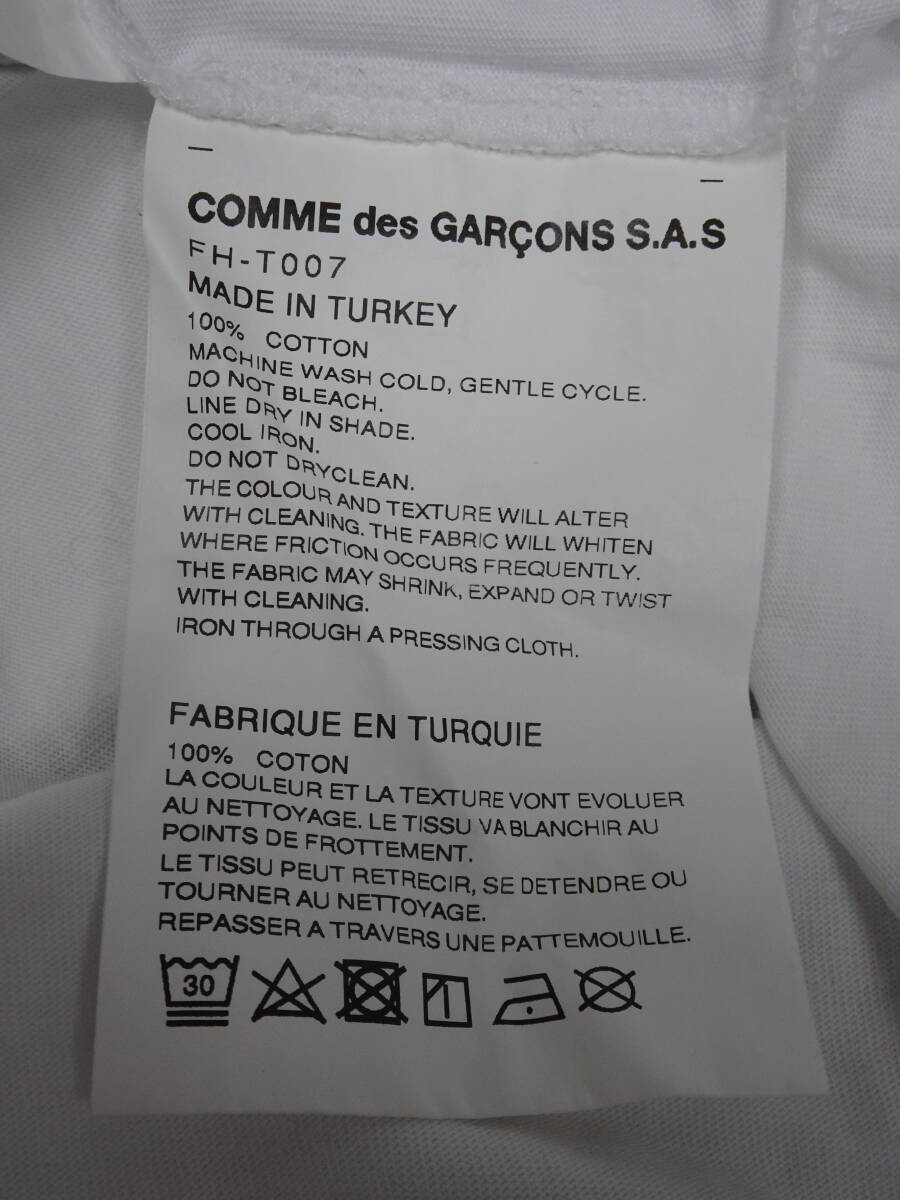 COMME des GARÇONS S.A.S
FH-T007
MADE IN TURKEY
100% COTTON
MACHINE WASH COLD, GENTLE CYCLE.
DO NOT BLEACH.
LINE DRY IN SHADE.
COOL IRON.
DO NOT DRYCLEAN.
THE COLOUR AND TEXTURE WILL ALTER
WITH CLEANING. THE FABRIC WILL WHITEN
WHERE FRICTION OCCURS FREQUENTLY.
THE FABRIC MAY SHRINK, EXPAND OR TWIST
WITH CLEANING.
IRON THROUGH A PRESSING CLOTH.
FABRIQUE EN TURQUIE
100% COTON
LA COULEUR ET LA TEXTURE VONT EVOLUER
AU NETTOYAGE. LE TISSU VA BLANCHIR AU
POINTS DE FROTTEMENT.
LE TISSU PEUT RETRECIR, SE DETENDRE OU
TOURNER AU NETTOYAGE.
REPASSER A TRAVERS UNE PATTEMOUILLE.
30